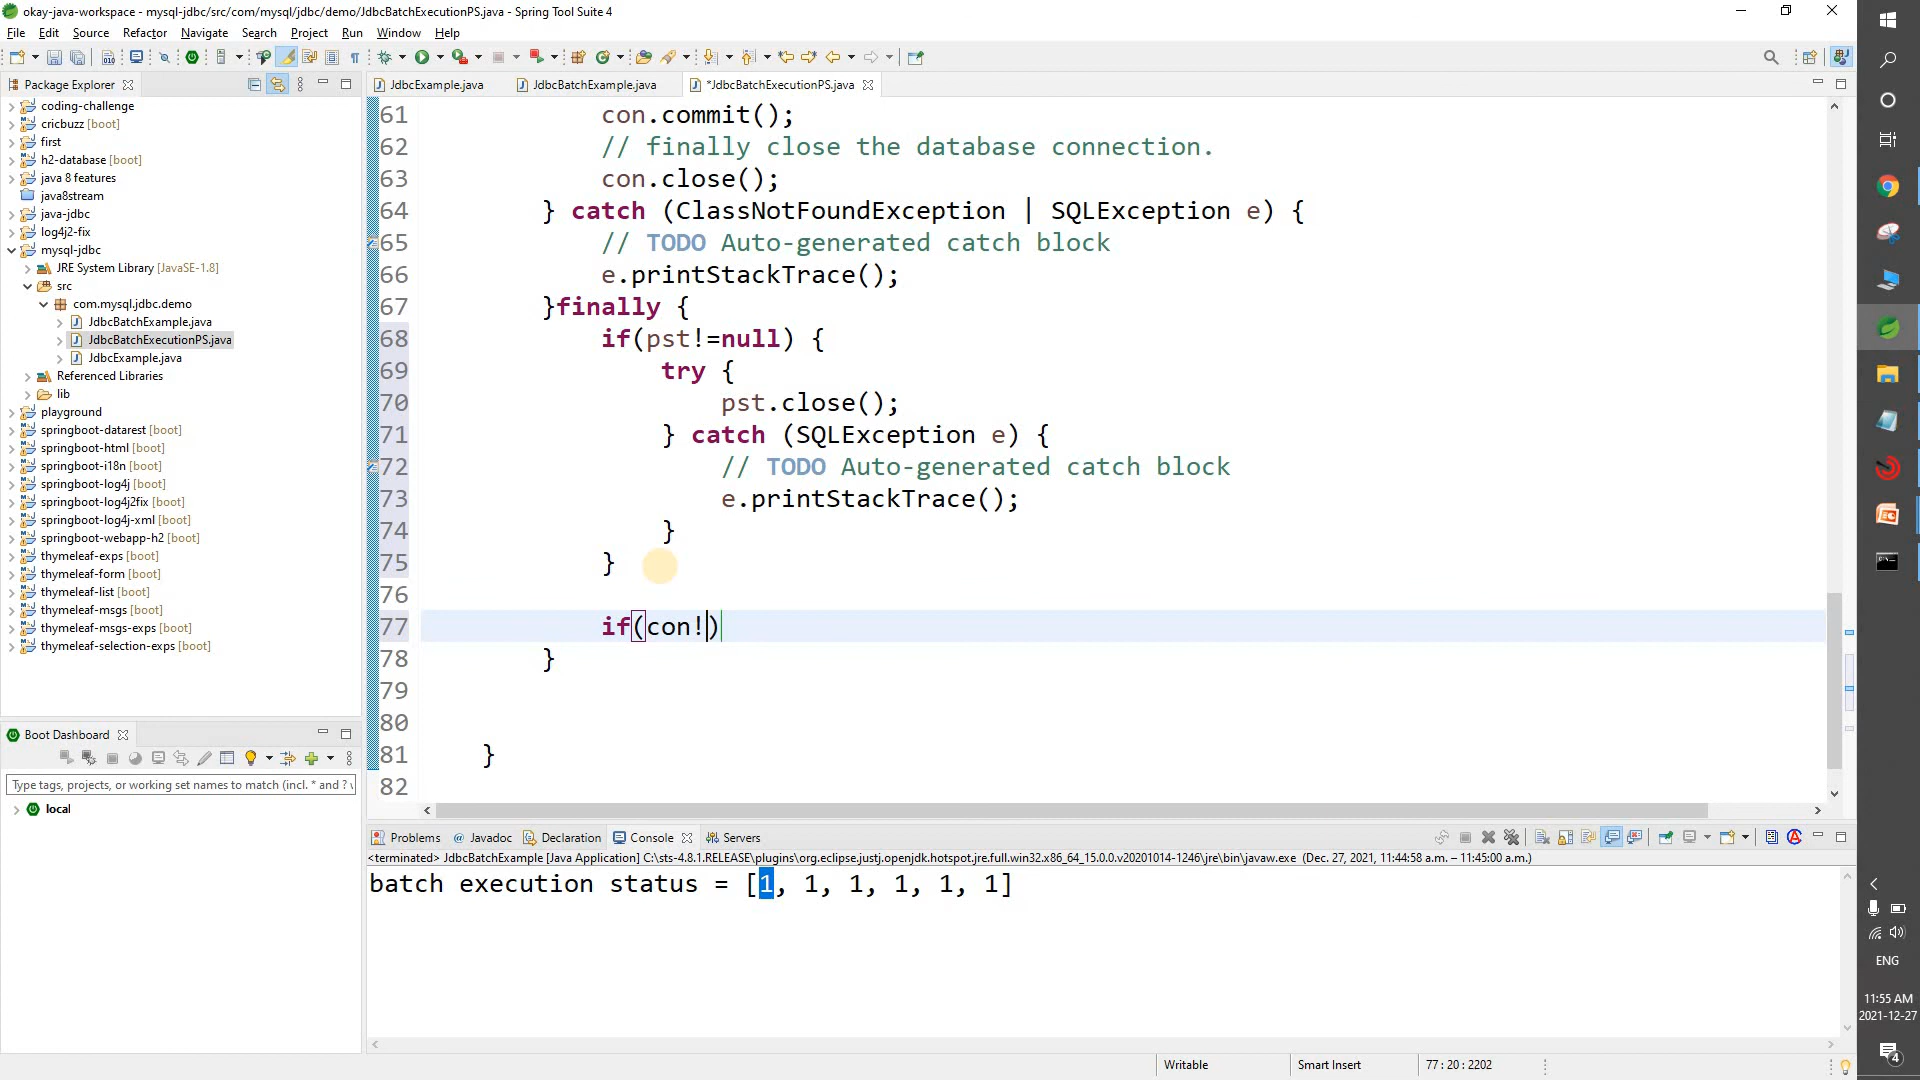 okay-java-workspace - mysql-jdbc/src/com/mysql/jdbc/demo/JdbcBatchExecutionPS.java - Spring Tool Suite 4
File Edit Source Refactor Navigate Search Project Run Window Help
Package Explorer
JdbcExample.java
JdbcBatchExample.java
*JdbcBatchExecutionPS.java
coding-challenge
cricbuzz [boot]
first
h2-database [boot]
java 8 features
java8stream
java-jdbc
log4j2-fix
mysql-jdbc
JRE System Library [JavaSE-1.8]
src
com.mysql.jdbc.demo
JdbcBatchExample.java
JdbcBatchExecutionPS.java
JdbcExample.java
Referenced Libraries
lib
playground
springboot-datarest [boot]
springboot-html [boot]
springboot-i18n [boot]
springboot-log4j [boot]
springboot-log4j2fix [boot]
springboot-log4j-xml [boot]
springboot-webapp-h2 [boot]
thymeleaf-exps [boot]
thymeleaf-form [boot]
thymeleaf-list [boot]
thymeleaf-msgs [boot]
thymeleaf-msgs-exps [boot]
thymeleaf-selection-exps [boot]
61 con.commit();
62 // finally close the database connection.
63 con.close();
64 } catch (ClassNotFoundException | SQLException e) {
65 // TODO Auto-generated catch block
66 e.printStackTrace();
67 }finally {
68 if(pst!=null) {
69 try {
70 pst.close();
71 } catch (SQLException e) {
72 // TODO Auto-generated catch block
73 e.printStackTrace();
74 }
75 }
76
77 if(con!)
78 }
79
80
81 }
82
Boot Dashboard
Type tags, projects, or working set names to match (incl. * and ?
local
Problems Javadoc Declaration Console Servers
<terminated> JdbcBatchExample [Java Application] C:\sts-4.8.1.RELEASE\plugins\org.eclipse.justj.openjdk.hotspot.jre.full.win32.x86_64_15.0.0.v20201014-1246\jre\bin\javaw.exe (Dec. 27, 2021, 11:44:58 a.m. – 11:45:00 a.m.)
batch execution status = [1, 1, 1, 1, 1, 1]
Writable
Smart Insert
77 : 20 : 2202
ENG
11:55 AM
2021-12-27
4